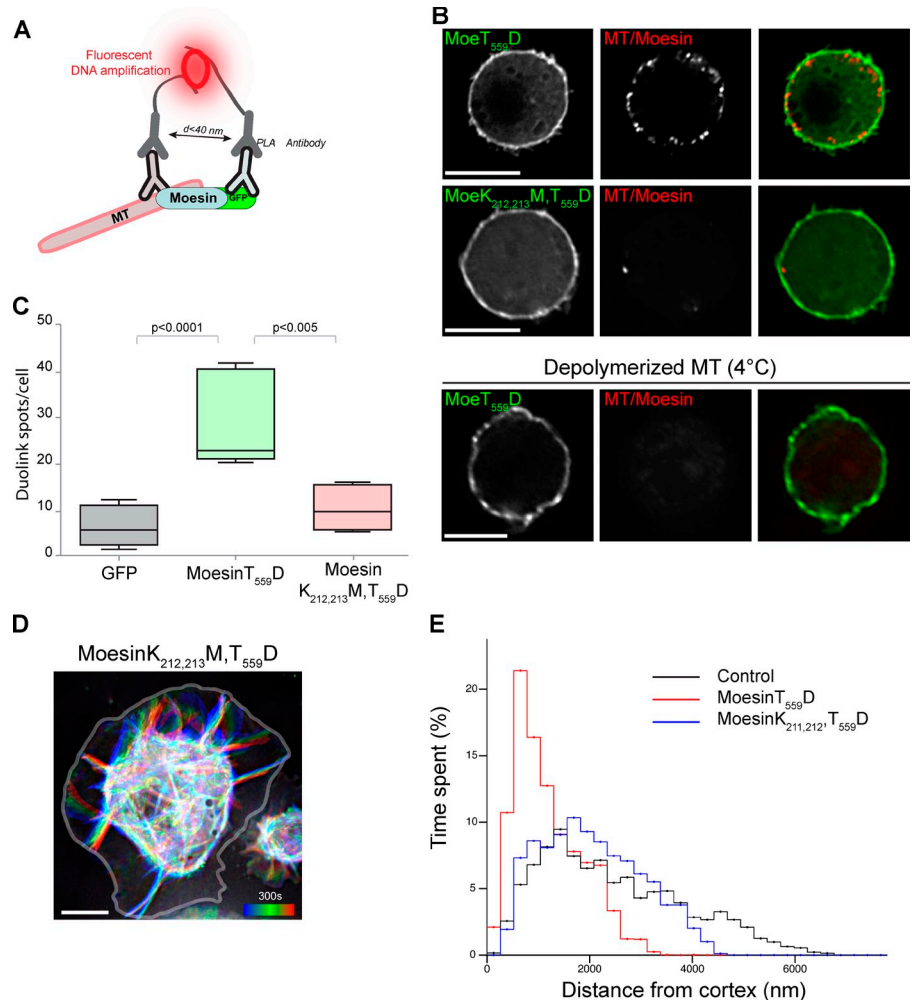 A
Fluorescent
DNA amplification
d<40 nm
PLA Antibody
Moesin
GFP
MT
B
MoeT559D
MT/Moesin
MoeK212,213M,T559D
MT/Moesin
Depolymerized MT (4°C)
MoeT559D
MT/Moesin
C
Duolink spots/cell
50
40
30
20
10
0
p<0.0001
p<0.005
GFP
MoesinT559D
Moesin
K212,213M,T559D
D
MoesinK212,213M,T559D
300s
E
Time spent (%)
20
15
10
5
0
Control
MoesinT559D
MoesinK211,212,T559D
0
2000
4000
6000
Distance from cortex (nm)